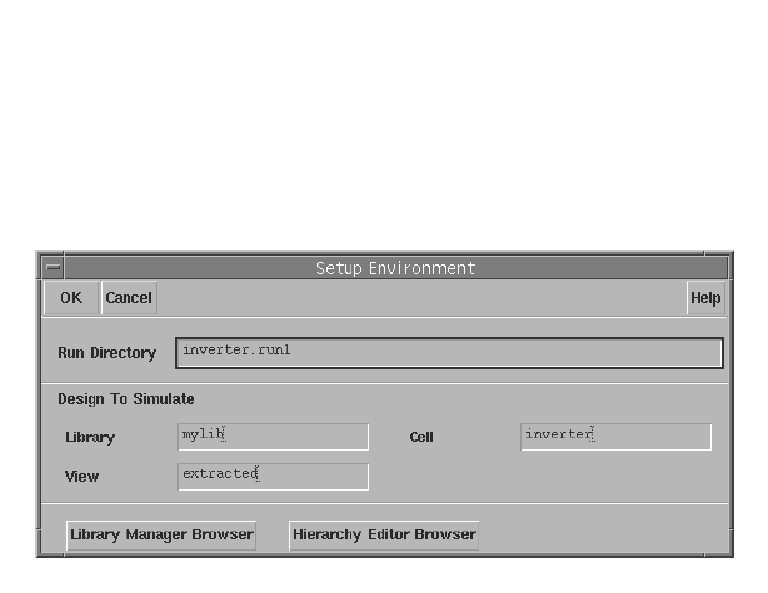 Setup Environment
OK Cancel Help
Run Directory inverter.run1
Design To Simulate
Library mylib Cell inverter
View extracted
Library Manager Browser Hierarchy Editor Browser